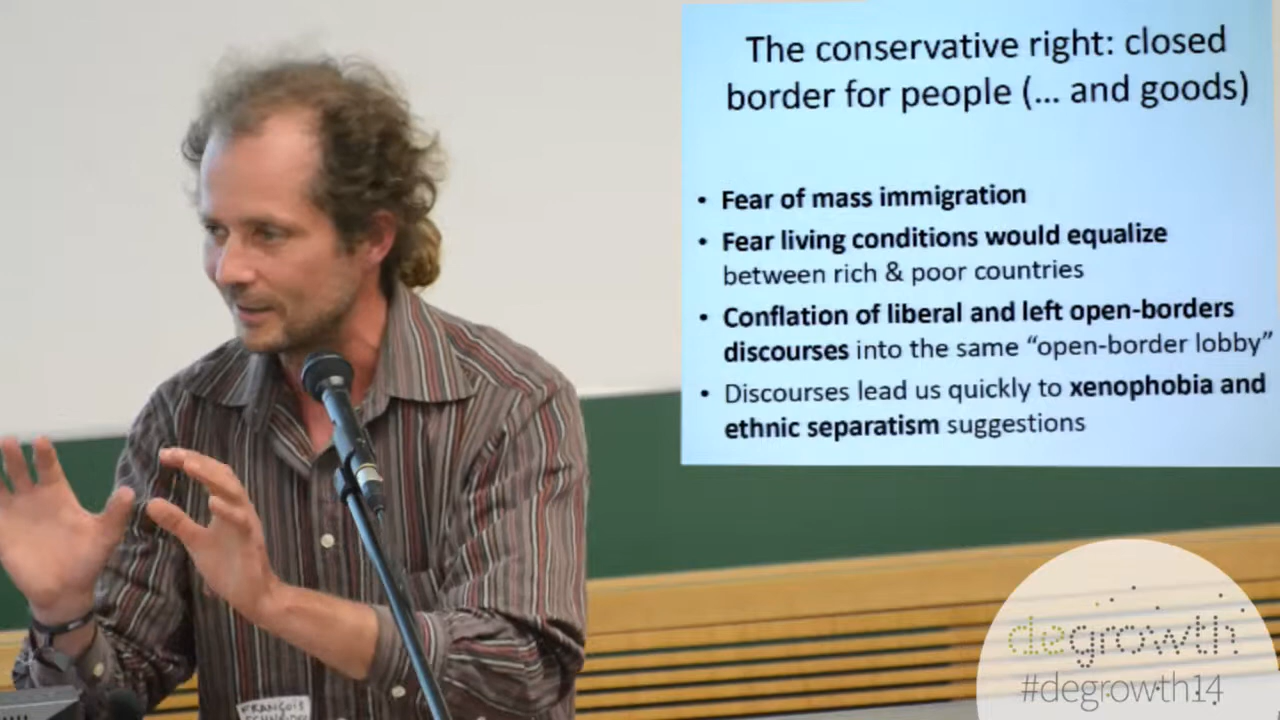 The conservative right: closed
border for people (... and goods)
• Fear of mass immigration
• Fear living conditions would equalize
between rich & poor countries
• Conflation of liberal and left open-borders
discourses into the same “open-border lobby”
• Discourses lead us quickly to xenophobia and
ethnic separatism suggestions
degrowth
#degrowth14
FRANÇOIS